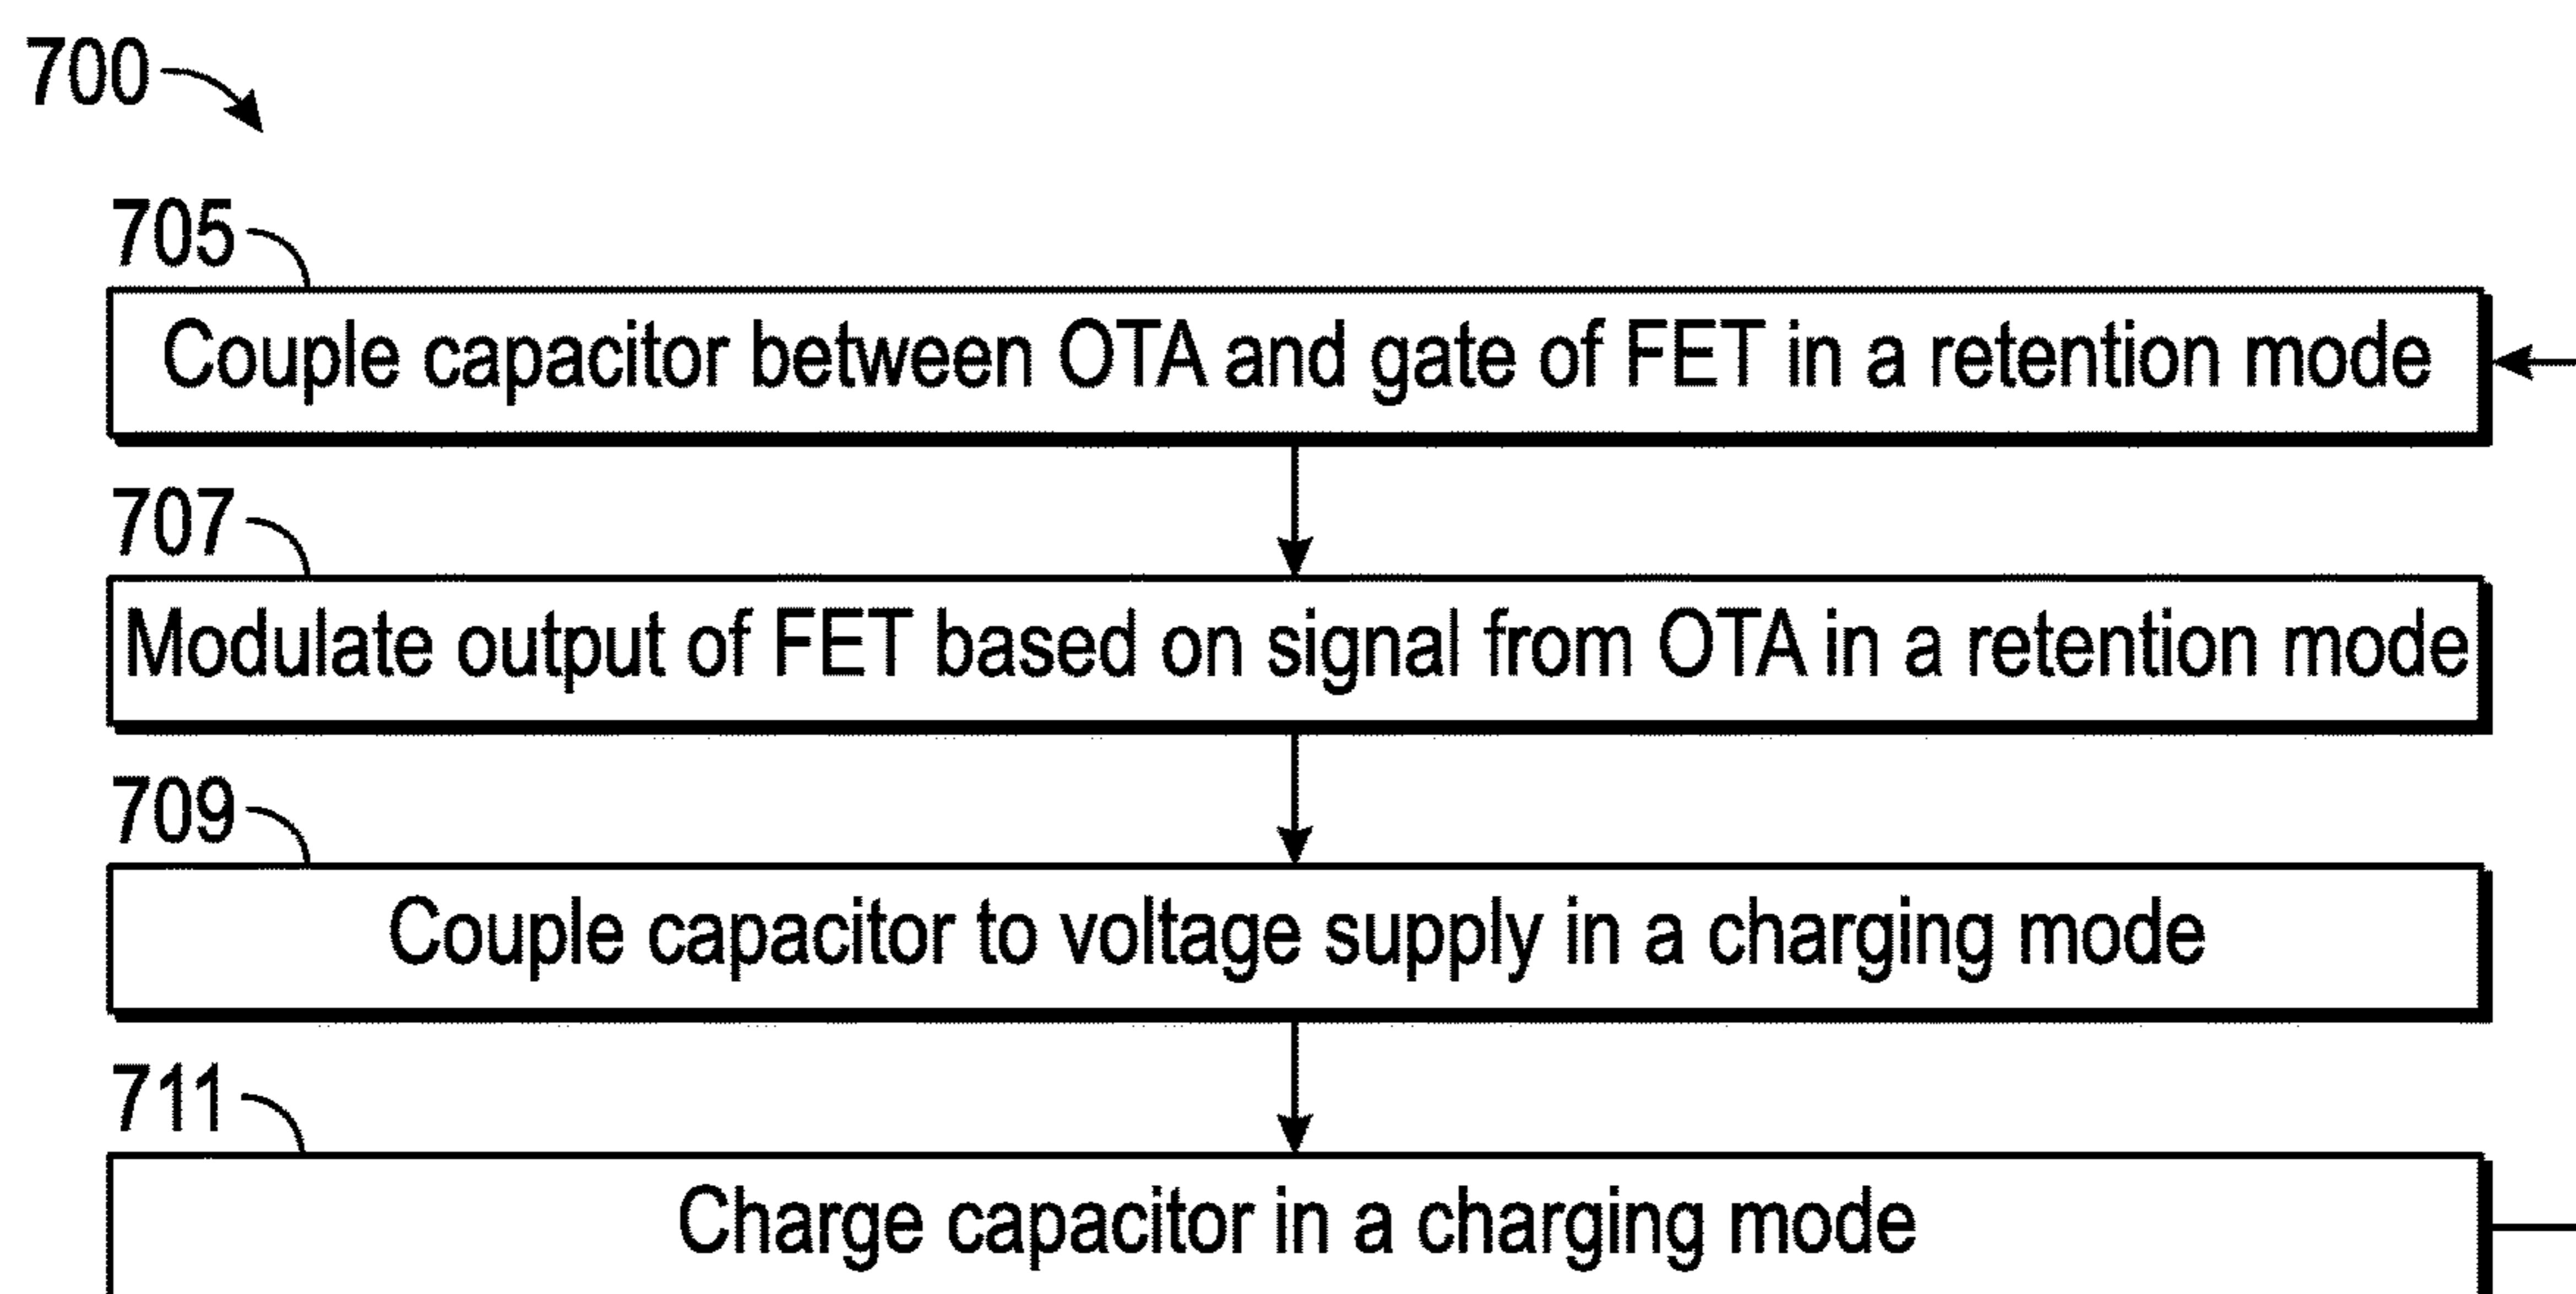 700
705
Couple capacitor between OTA and gate of FET in a retention mode
707
Modulate output of FET based on signal from OTA in a retention mode
709
Couple capacitor to voltage supply in a charging mode
711
Charge capacitor in a charging mode